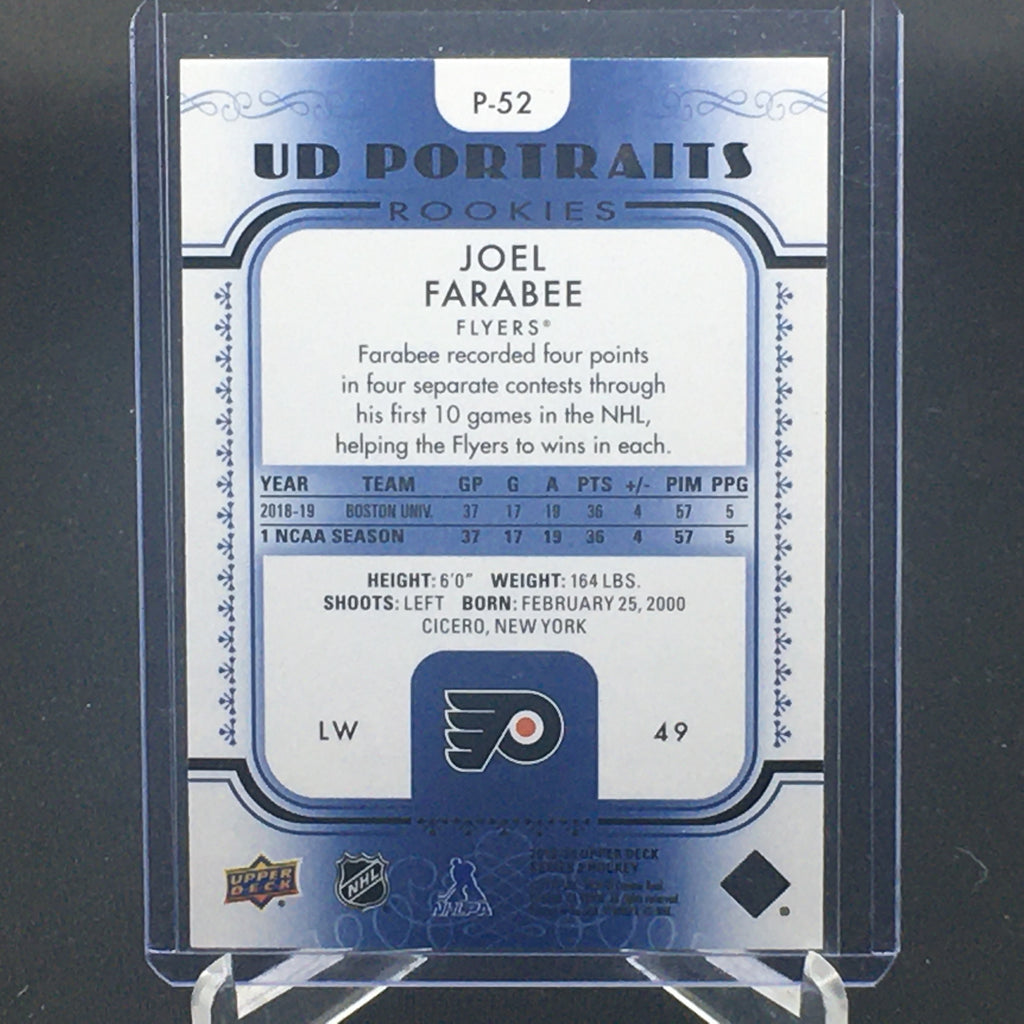 P-52
UD PORTRAITS
ROOKIES
JOEL
FARABEE
FLYERS®
Farabee recorded four points
in four separate contests through
his first 10 games in the NHL,
helping the Flyers to wins in each.
YEAR TEAM GP G A PTS +/- PIM PPG
2018-19 BOSTON UNIV. 37 17 19 36 4 57 5
1 NCAA SEASON 37 17 19 36 4 57 5
HEIGHT: 6'0" WEIGHT: 164 LBS.
SHOOTS: LEFT BORN: FEBRUARY 25, 2000
CICERO, NEW YORK
LW 49
UPPER
DECK
NHL
NHLPA
UPPER DECK
HOCKEY